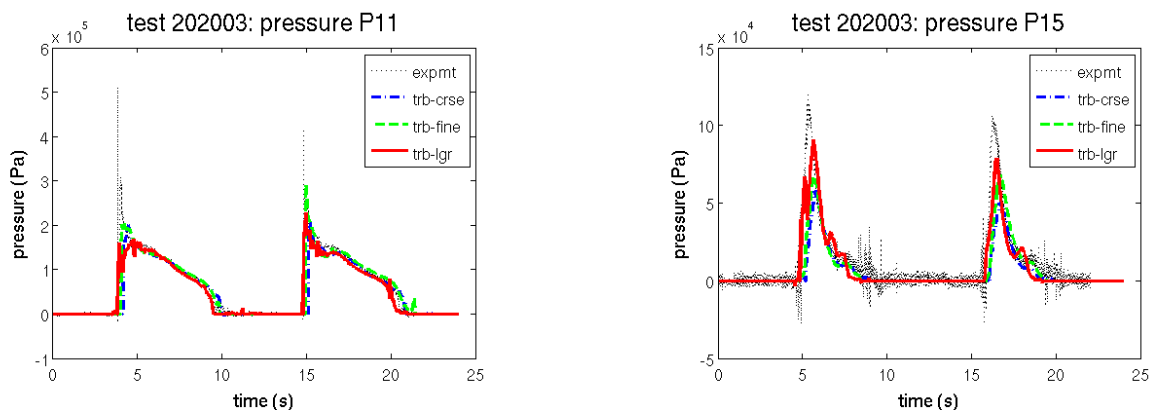 test 202003: pressure P11
x 10^5
6
5
4
3
2
1
0
-1
0 5 10 15 20 25
pressure (Pa)
time (s)
expmt
trb-crse
trb-fine
trb-lgr
test 202003: pressure P15
x 10^4
15
10
5
0
-5
0 5 10 15 20 25
pressure (Pa)
time (s)
expmt
trb-crse
trb-fine
trb-lgr